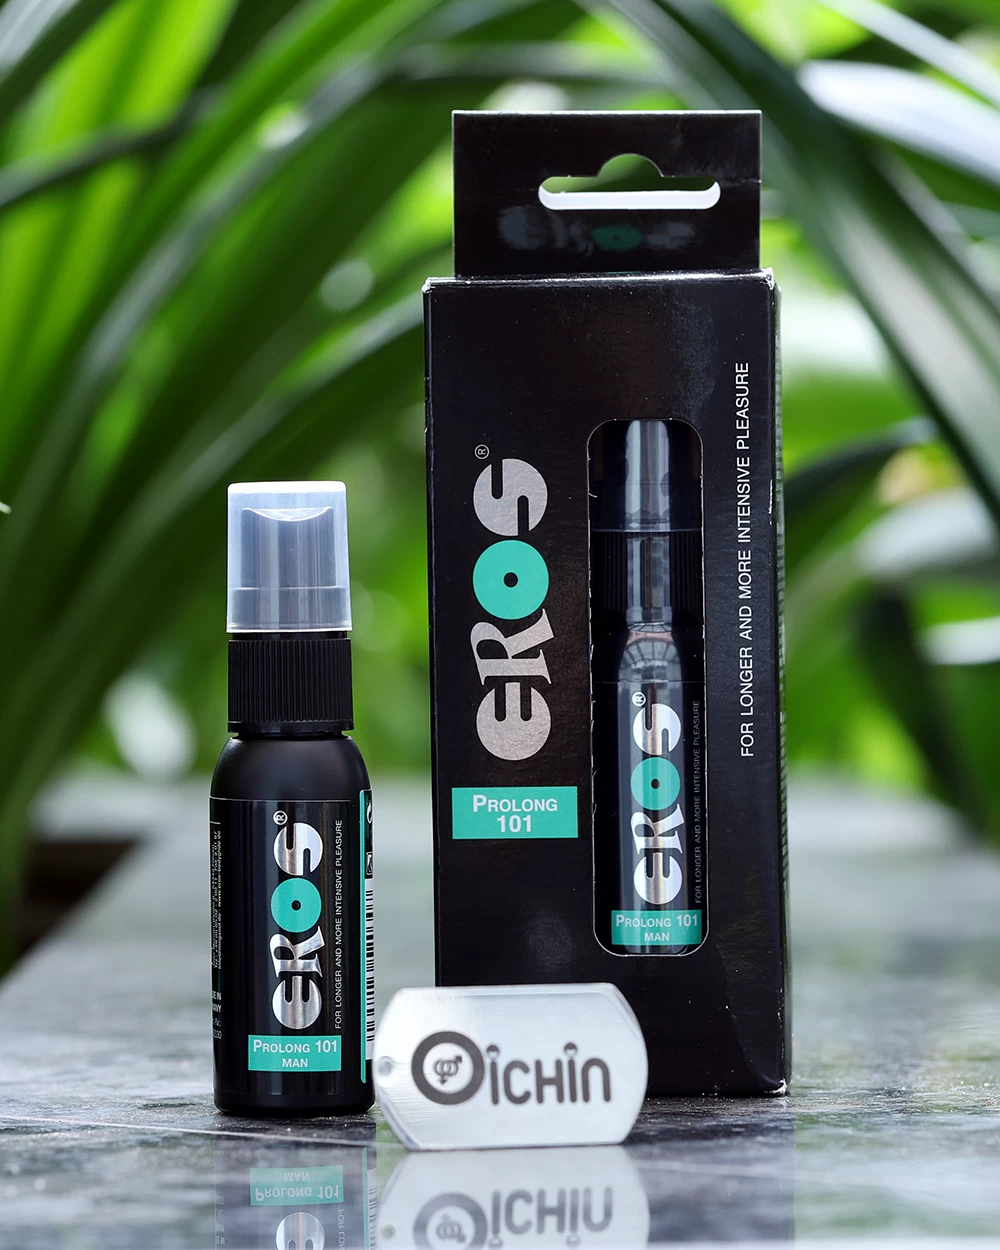 EROS®
PROLONG
101
FOR LONGER AND MORE INTENSIVE PLEASURE
EROS®
FOR LONGER AND MORE INTENSIVE PLEASURE
PROLONG 101
MAN
EROS®
FOR LONGER AND MORE INTENSIVE PLEASURE
PROLONG 101
MAN
OICHIN